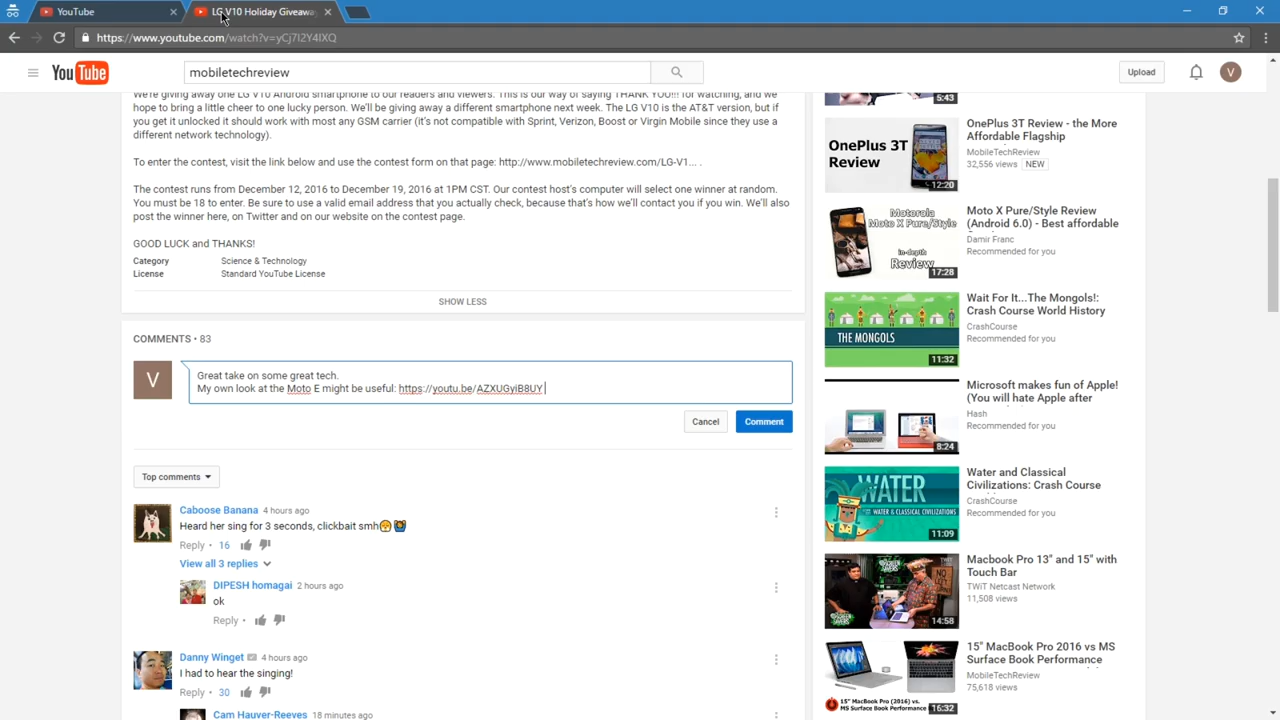 YouTube
LG V10 Holiday Giveaway
https://www.youtube.com/watch?v=yCj7I2Y4IXQ
YouTube
mobiletechreview
Upload
V
We're giving away one LG V10 Android smartphone to our readers and viewers. This is our way of saying THANK YOU!!! for watching, and we
hope to bring a little cheer to one lucky person. We'll be giving away a different smartphone next week. The LG V10 is the AT&T version, but if
you get it unlocked it should work with most any GSM carrier (it's not compatible with Sprint, Verizon, Boost or Virgin Mobile since they use a
different network technology).
To enter the contest, visit the link below and use the contest form on that page: http://www.mobiletechreview.com/LG-V1... .
The contest runs from December 12, 2016 to December 19, 2016 at 1PM CST. Our contest host's computer will select one winner at random.
You must be 18 to enter. Be sure to use a valid email address that you actually check, because that's how we'll contact you if you win. We'll also
post the winner here, on Twitter and on our website on the contest page.
GOOD LUCK and THANKS!
Category Science & Technology
License Standard YouTube License
SHOW LESS
COMMENTS • 83
V
Great take on some great tech.
My own look at the Moto E might be useful: https://youtu.be/AZXUGyiB8UY
Cancel
Comment
Top comments
Caboose Banana 4 hours ago
Heard her sing for 3 seconds, clickbait smh
Reply • 16
View all 3 replies
DIPESH homagai 2 hours ago
ok
Reply •
Danny Winget 4 hours ago
I had to love the singing!
Reply • 30
Cam Hauver-Reeves 18 minutes ago
5:43
OnePlus 3T
Review
12:20
OnePlus 3T Review - the More
Affordable Flagship
MobileTechReview
32,556 views NEW
Motorola
Moto X Pure/Style
in-depth
Review
17:28
Moto X Pure/Style Review
(Android 6.0) - Best affordable
Damir Franc
Recommended for you
THE MONGOLS
11:32
Wait For It...The Mongols!:
Crash Course World History
CrashCourse
Recommended for you
8:24
Microsoft makes fun of Apple!
(You will hate Apple after
Hash
Recommended for you
WATER
WATER & CLASSICAL CIVILIZATIONS
11:09
Water and Classical
Civilizations: Crash Course
CrashCourse
Recommended for you
TWiT
14:58
Macbook Pro 13" and 15" with
Touch Bar
TWiT Netcast Network
11,508 views
15" MacBook Pro (2016) vs.
MS Surface Book Performance
16:32
15" MacBook Pro 2016 vs MS
Surface Book Performance
MobileTechReview
75,618 views